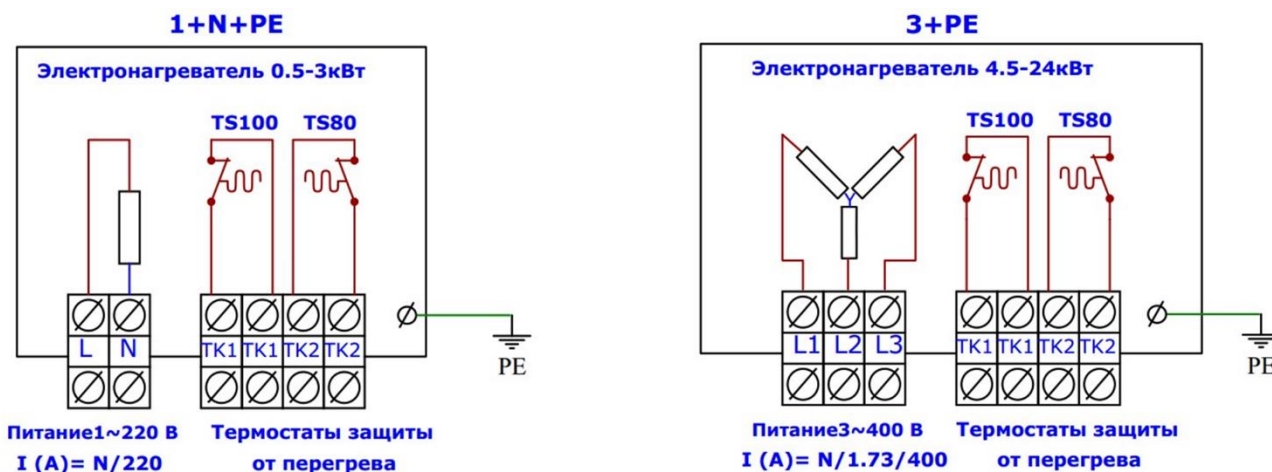 1+N+PE
Электронагреватель 0.5-3кВт
TS100 TS80
L N TK1 TK1 TK2 TK2
PE
Питание1~220 В Термостаты защиты
I (A)= N/220 от перегрева
3+PE
Электронагреватель 4.5-24кВт
TS100 TS80
L1 L2 L3 TK1 TK1 TK2 TK2
PE
Питание3~400 В Термостаты защиты
I (A)= N/1.73/400 от перегрева